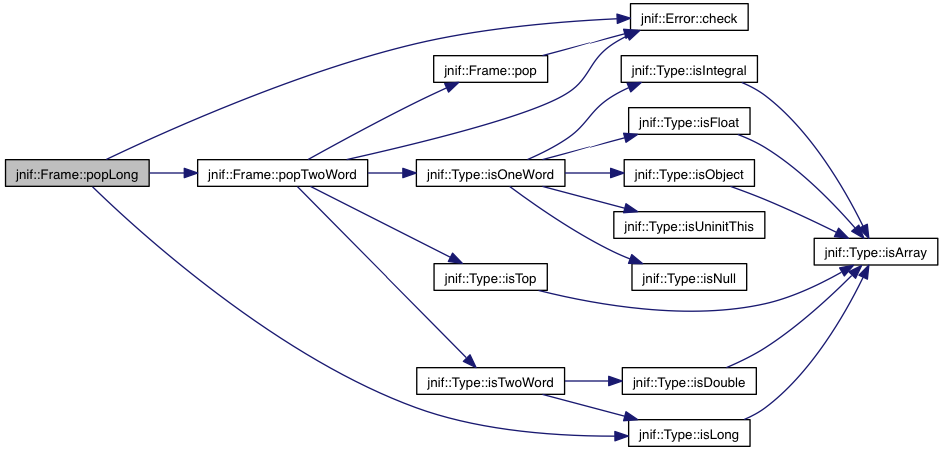 jnif::Error::check
jnif::Frame::pop
jnif::Type::isIntegral
jnif::Type::isFloat
jnif::Frame::popLong
jnif::Frame::popTwoWord
jnif::Type::isOneWord
jnif::Type::isObject
jnif::Type::isUninitThis
jnif::Type::isArray
jnif::Type::isTop
jnif::Type::isNull
jnif::Type::isTwoWord
jnif::Type::isDouble
jnif::Type::isLong